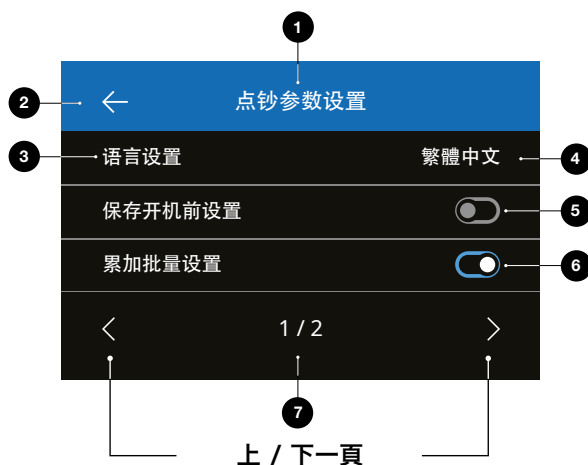 1
2
点钞参数设置
3
语言设置
繁體中文
4
保存开机前设置
5
累加批量设置
6
1 / 2
7
上 / 下一頁